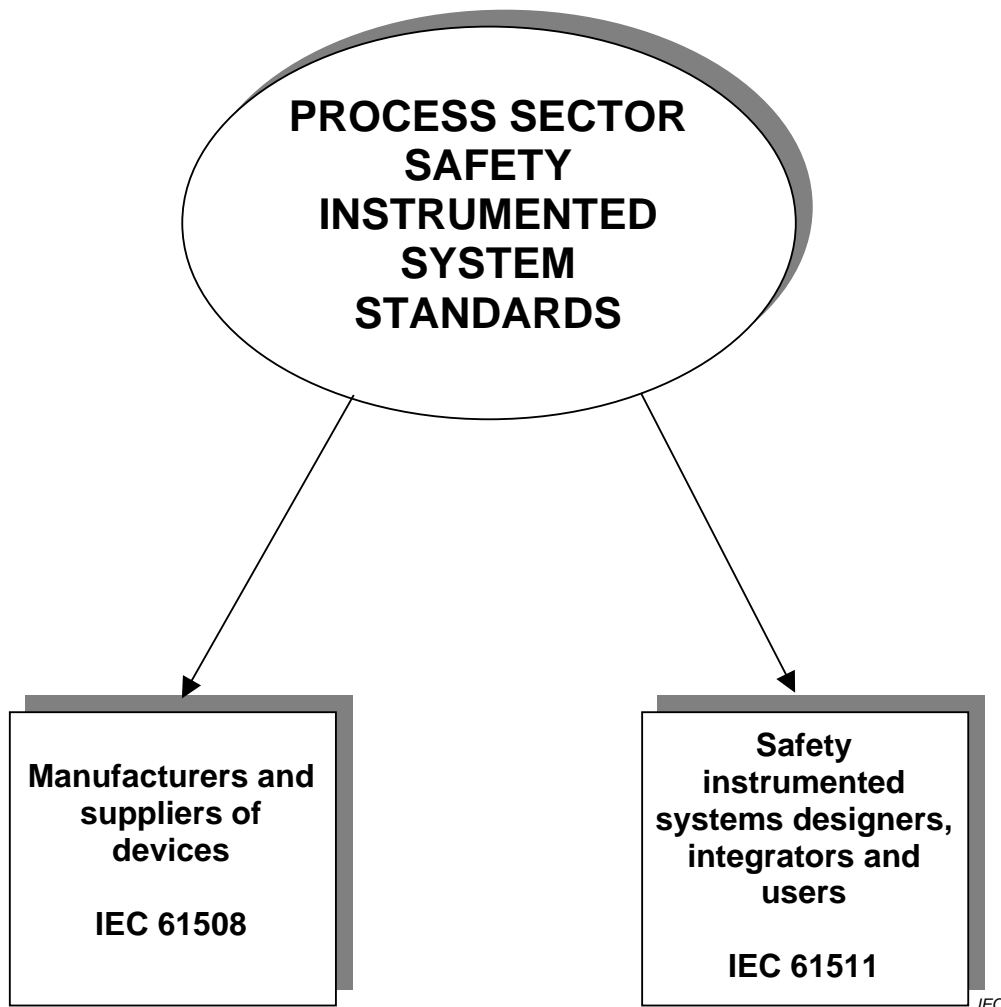 PROCESS SECTOR
SAFETY
INSTRUMENTED
SYSTEM
STANDARDS
Manufacturers and
suppliers of
devices
IEC 61508
Safety
instrumented
systems designers,
integrators and
users
IEC 61511
IEC